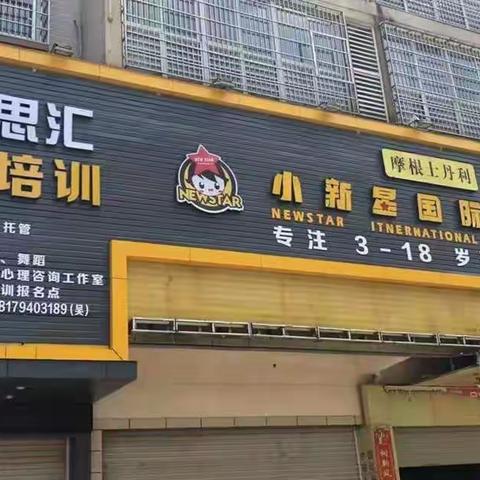 思汇
培训
托管
、舞蹈
心理咨询工作室
训报名点
8179403189(吴)
NEW STAR
NEWSTAR
摩根士丹利
小新星国际
NEWSTAR ITNERNATIONAL
专注 3-18 岁